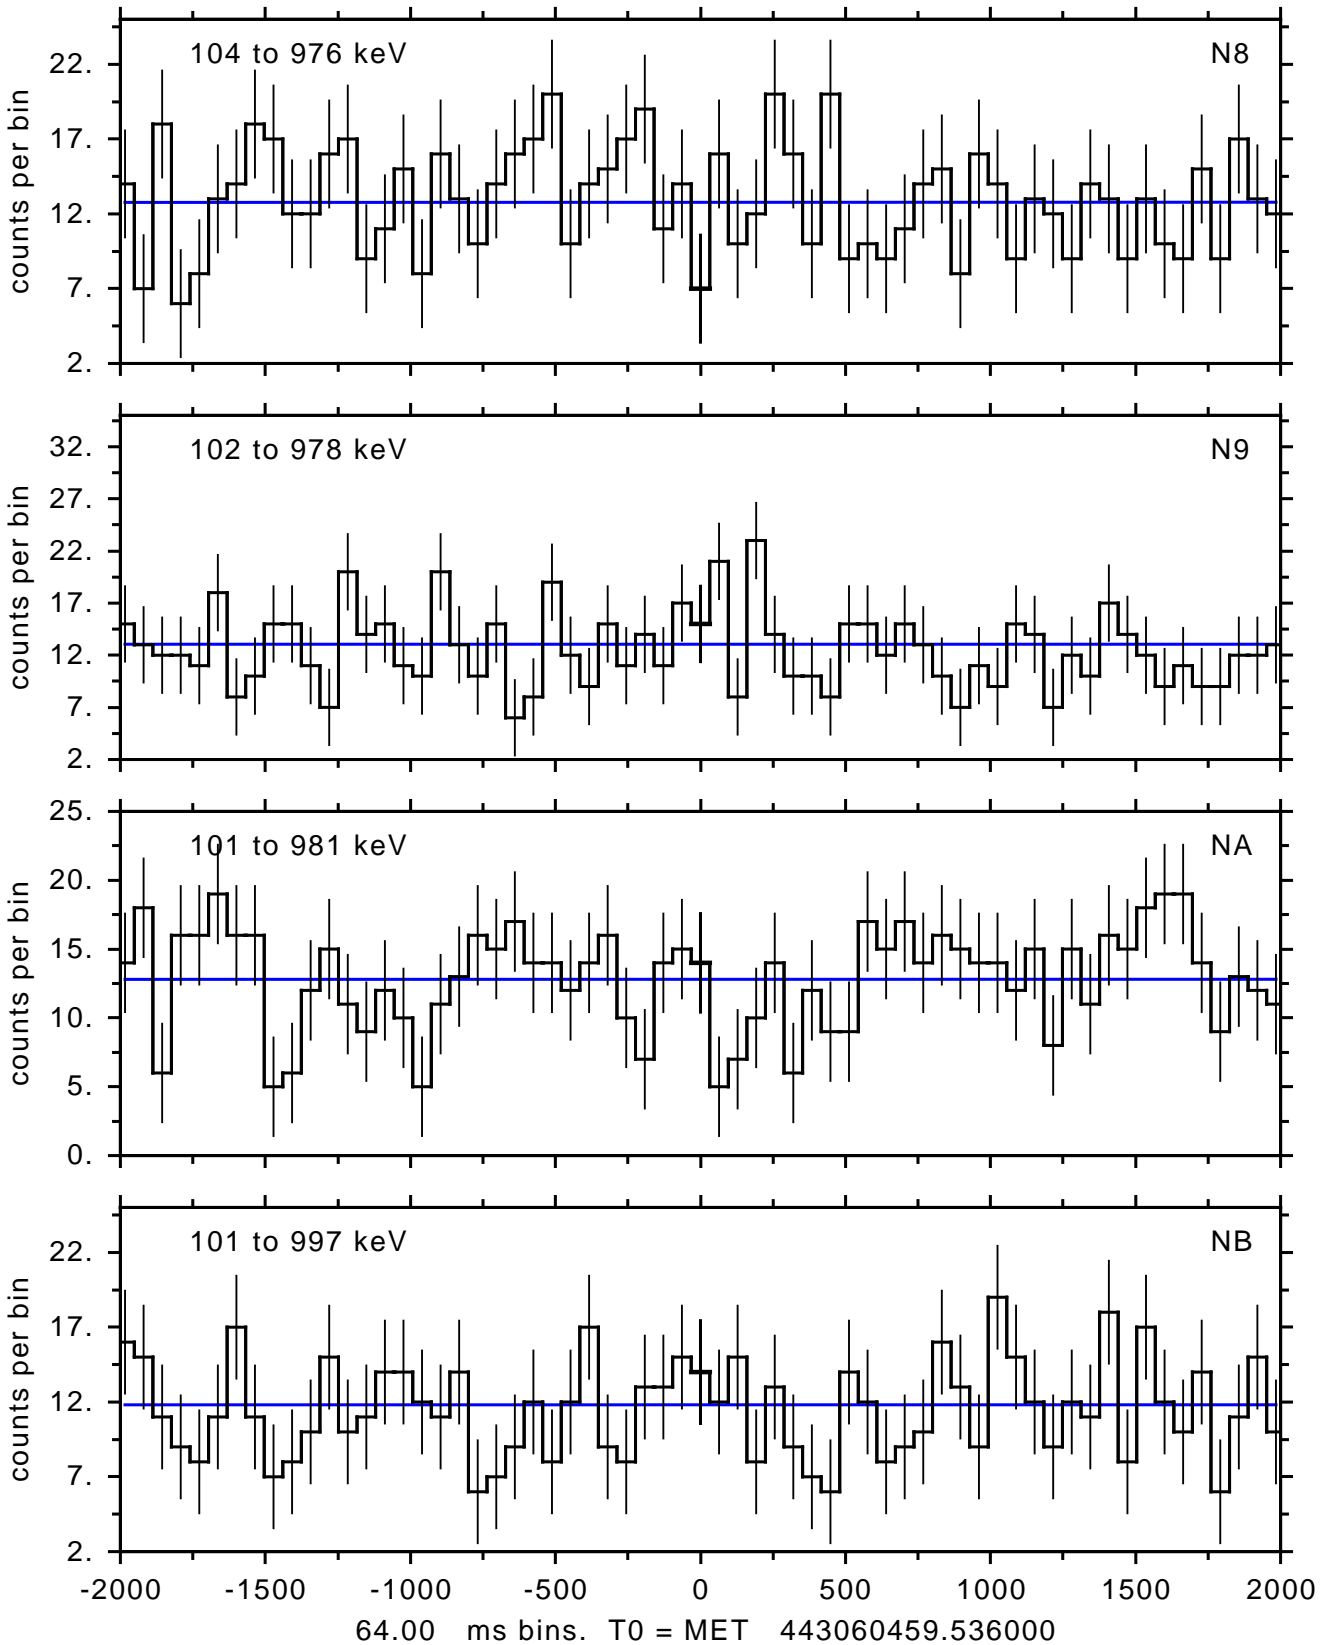 104 to 976 keV N8
22.
17.
12.
7.
2.
counts per bin
102 to 978 keV N9
32.
27.
22.
17.
12.
7.
2.
counts per bin
101 to 981 keV NA
25.
20.
15.
10.
5.
0.
counts per bin
101 to 997 keV NB
22.
17.
12.
7.
2.
counts per bin
-2000 -1500 -1000 -500 0 500 1000 1500 2000
64.00 ms bins. T0 = MET 443060459.536000